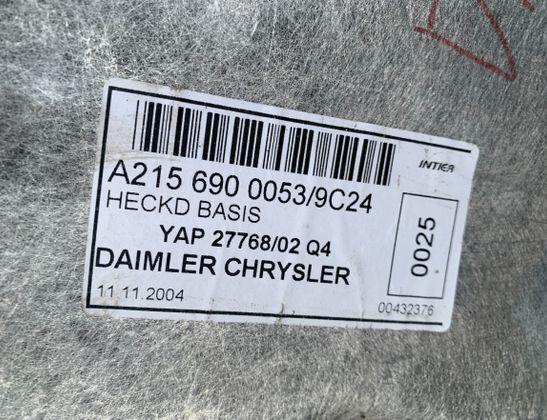 INTIER
A215 690 0053/9C24
HECKD BASIS
YAP 27768/02 Q4
DAIMLER CHRYSLER
11.11.2004
0025
00432376